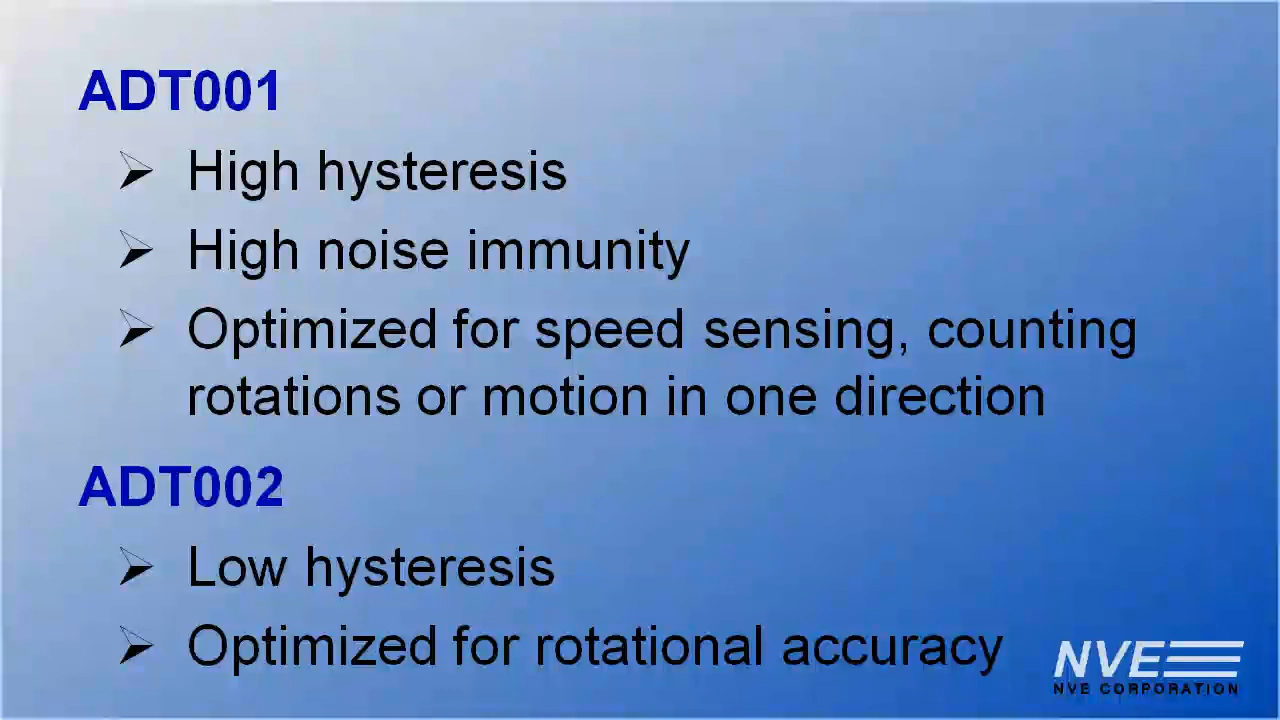 ADT001
➢ High hysteresis
➢ High noise immunity
➢ Optimized for speed sensing, counting
rotations or motion in one direction
ADT002
➢ Low hysteresis
➢ Optimized for rotational accuracy
NVE
NVE CORPORATION